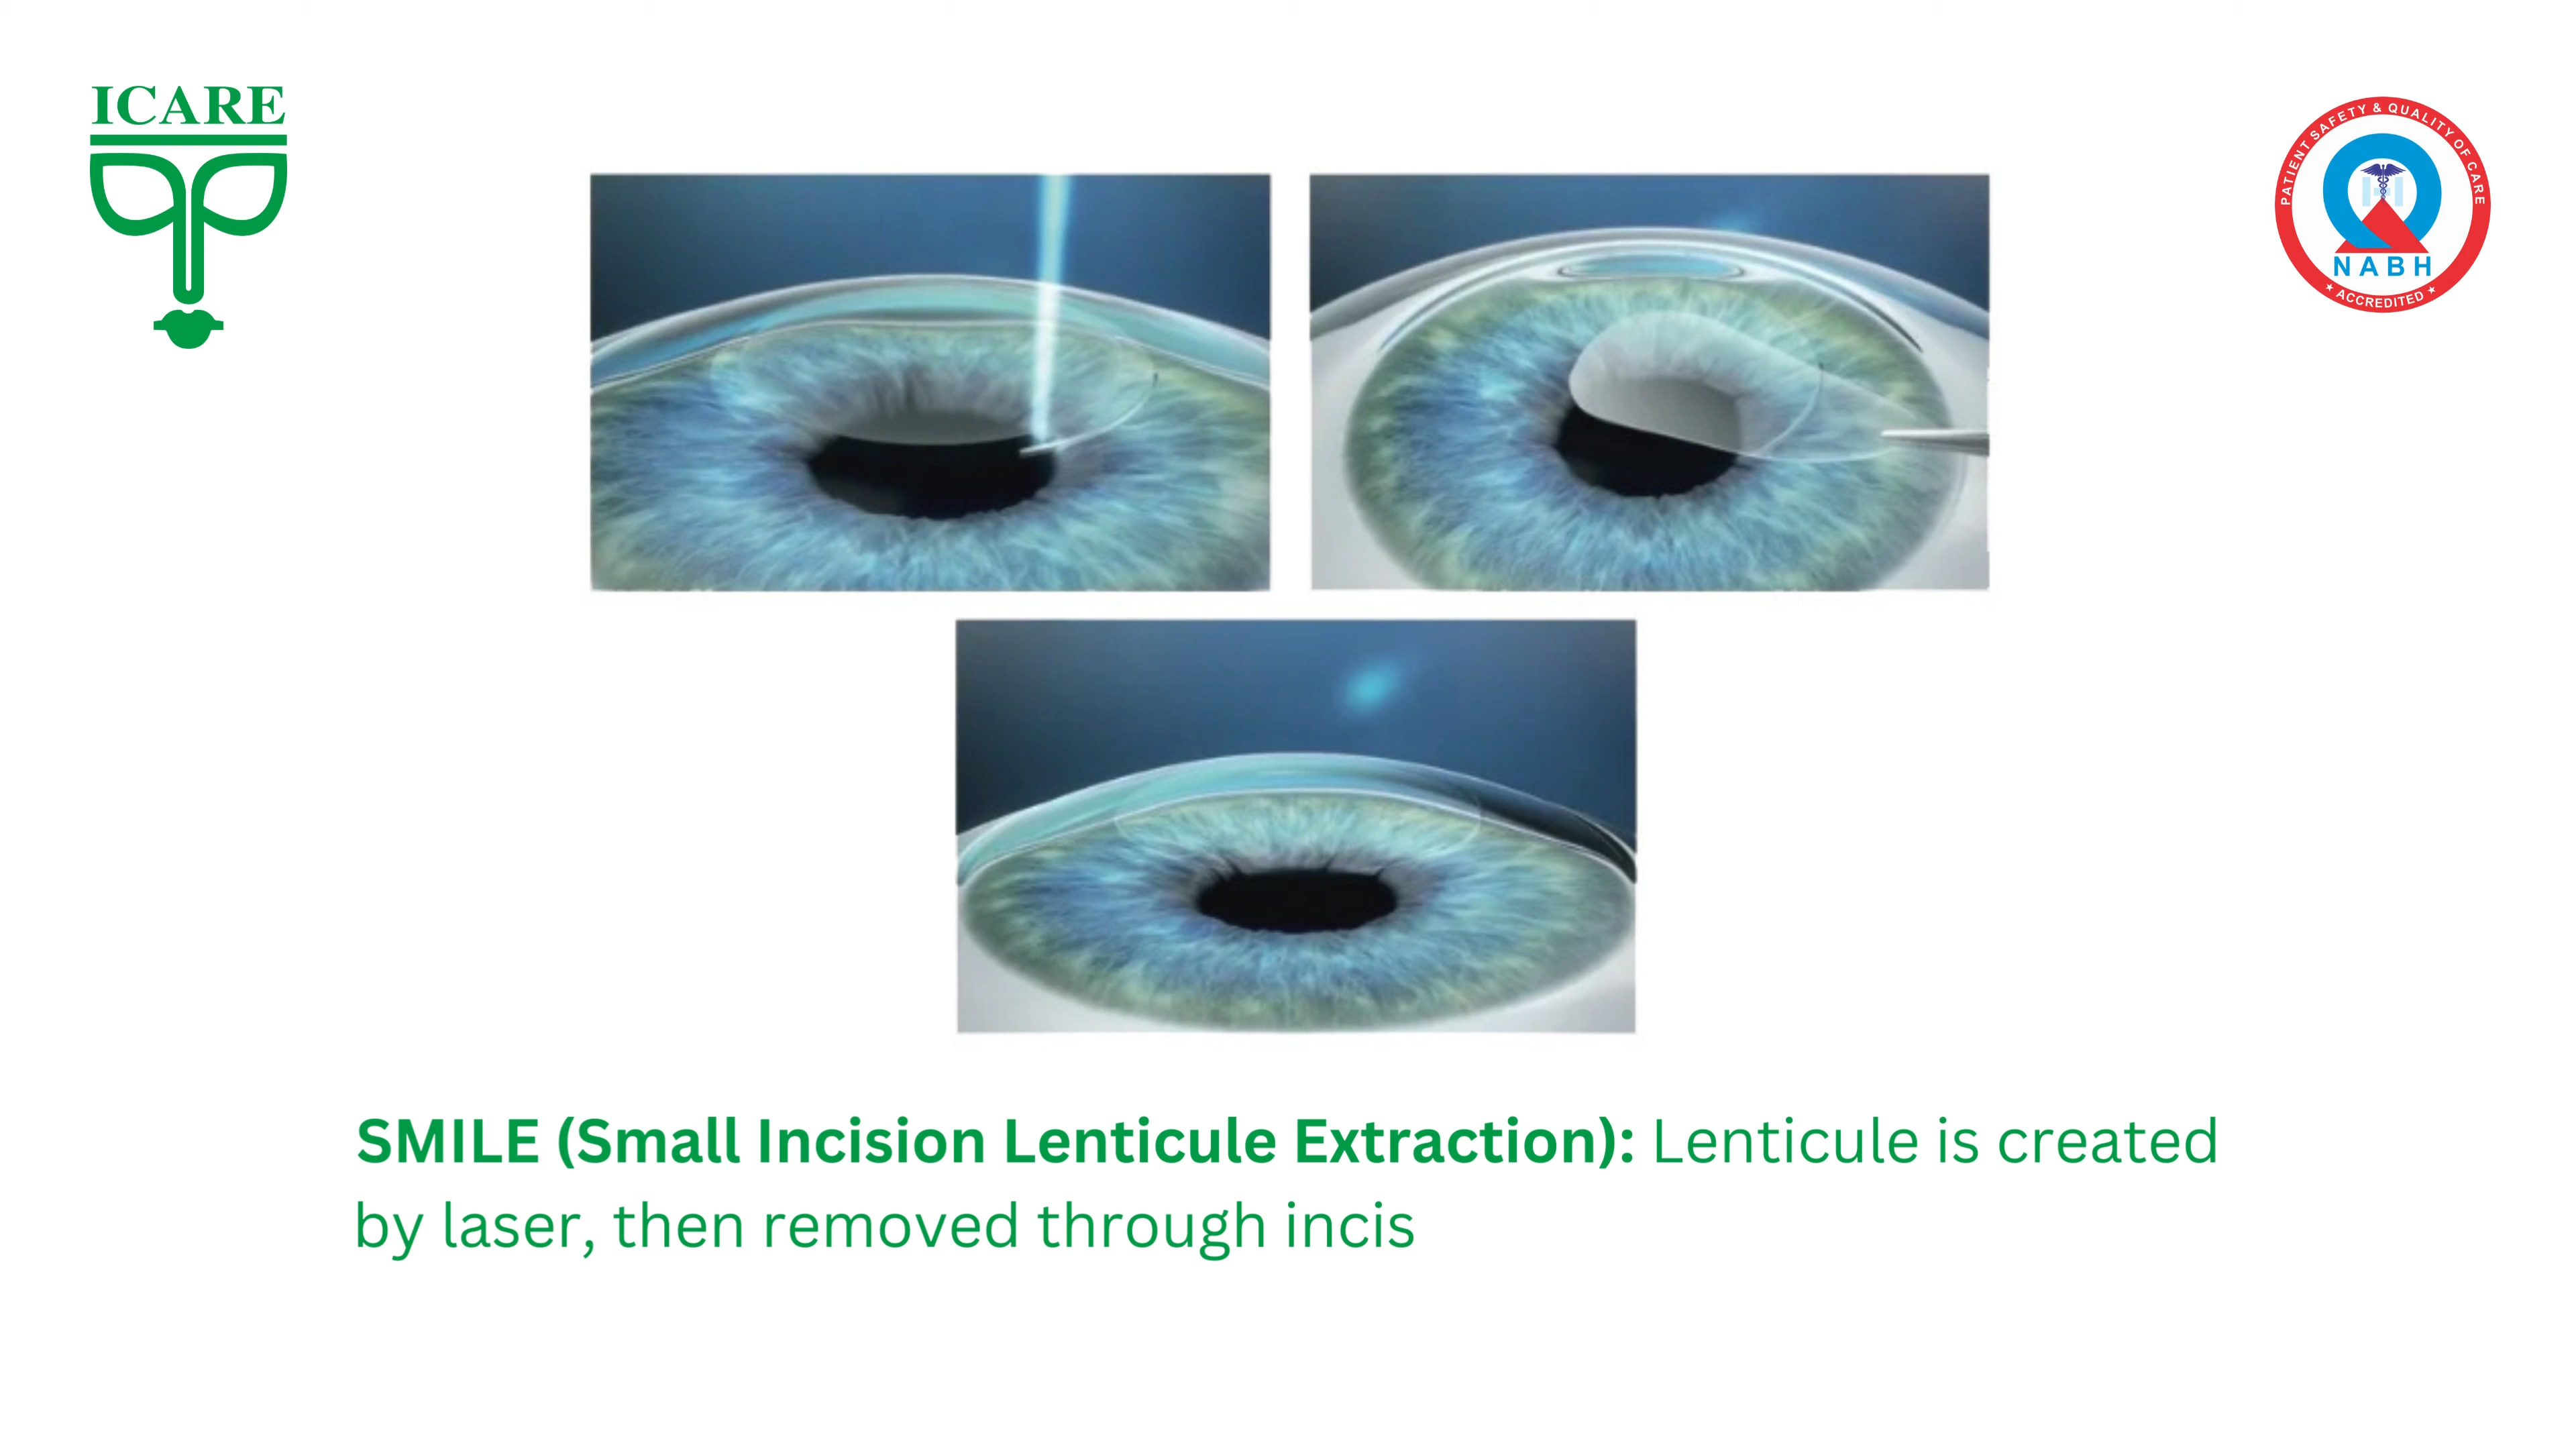 ICARE
PATIENT SAFETY & QUALITY OF CARE
NABH
ACCREDITED
SMILE (Small Incision Lenticule Extraction): Lenticule is created
by laser, then removed through incis